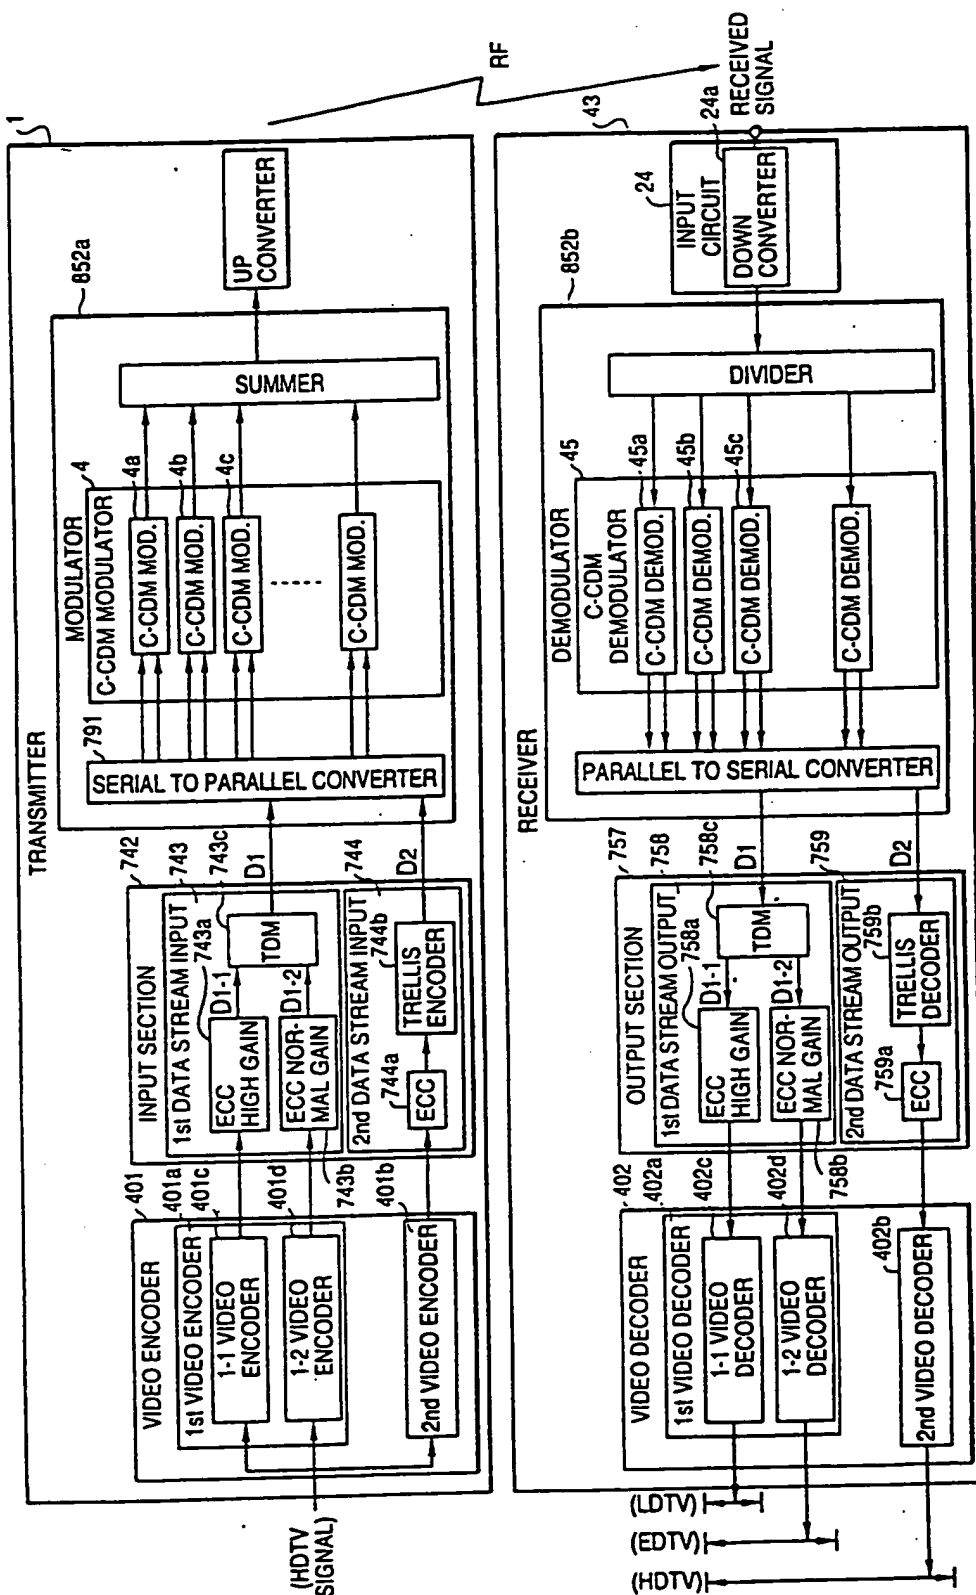 TRANSMITTER
1
VIDEO ENCODER
401
1st VIDEO ENCODER
401a
401c
1-1 VIDEO
ENCODER
401d
1-2 VIDEO
ENCODER
401b
2nd VIDEO ENCODER
(HDTV
SIGNAL)
INPUT SECTION
742
1st DATA STREAM INPUT
743
743a
ECC
HIGH GAIN
D1-1
743c
TDM
D1-2
ECC NOR-
MAL GAIN
743b
D1
2nd DATA STREAM INPUT
744
744a
ECC
744b
TRELLIS
ENCODER
D2
791
SERIAL TO PARALLEL CONVERTER
MODULATOR
852a
C-CDM MODULATOR
4
C-CDM MOD.
4a
C-CDM MOD.
4b
C-CDM MOD.
4c
C-CDM MOD.
SUMMER
UP
CONVERTER
RF
RECEIVED
SIGNAL
RECEIVER
43
24
INPUT
CIRCUIT
24a
DOWN
CONVERTER
852b
DIVIDER
DEMODULATOR
C-CDM
DEMODULATOR
45
C-CDM DEMOD.
45a
C-CDM DEMOD.
45b
C-CDM DEMOD.
45c
C-CDM DEMOD.
PARALLEL TO SERIAL CONVERTER
D1
D2
OUTPUT SECTION
757
1st DATA STREAM OUTPUT
758
758a
ECC
HIGH GAIN
D1-1
758c
TDM
D1-2
ECC NOR-
MAL GAIN
758b
2nd DATA STREAM OUTPUT
759
759a
ECC
759b
TRELLIS
DECODER
VIDEO DECODER
402
1st VIDEO DECODER
402a
402c
1-1 VIDEO
DECODER
402d
1-2 VIDEO
DECODER
402b
2nd VIDEO DECODER
(LDTV)
(EDTV)
(HDTV)